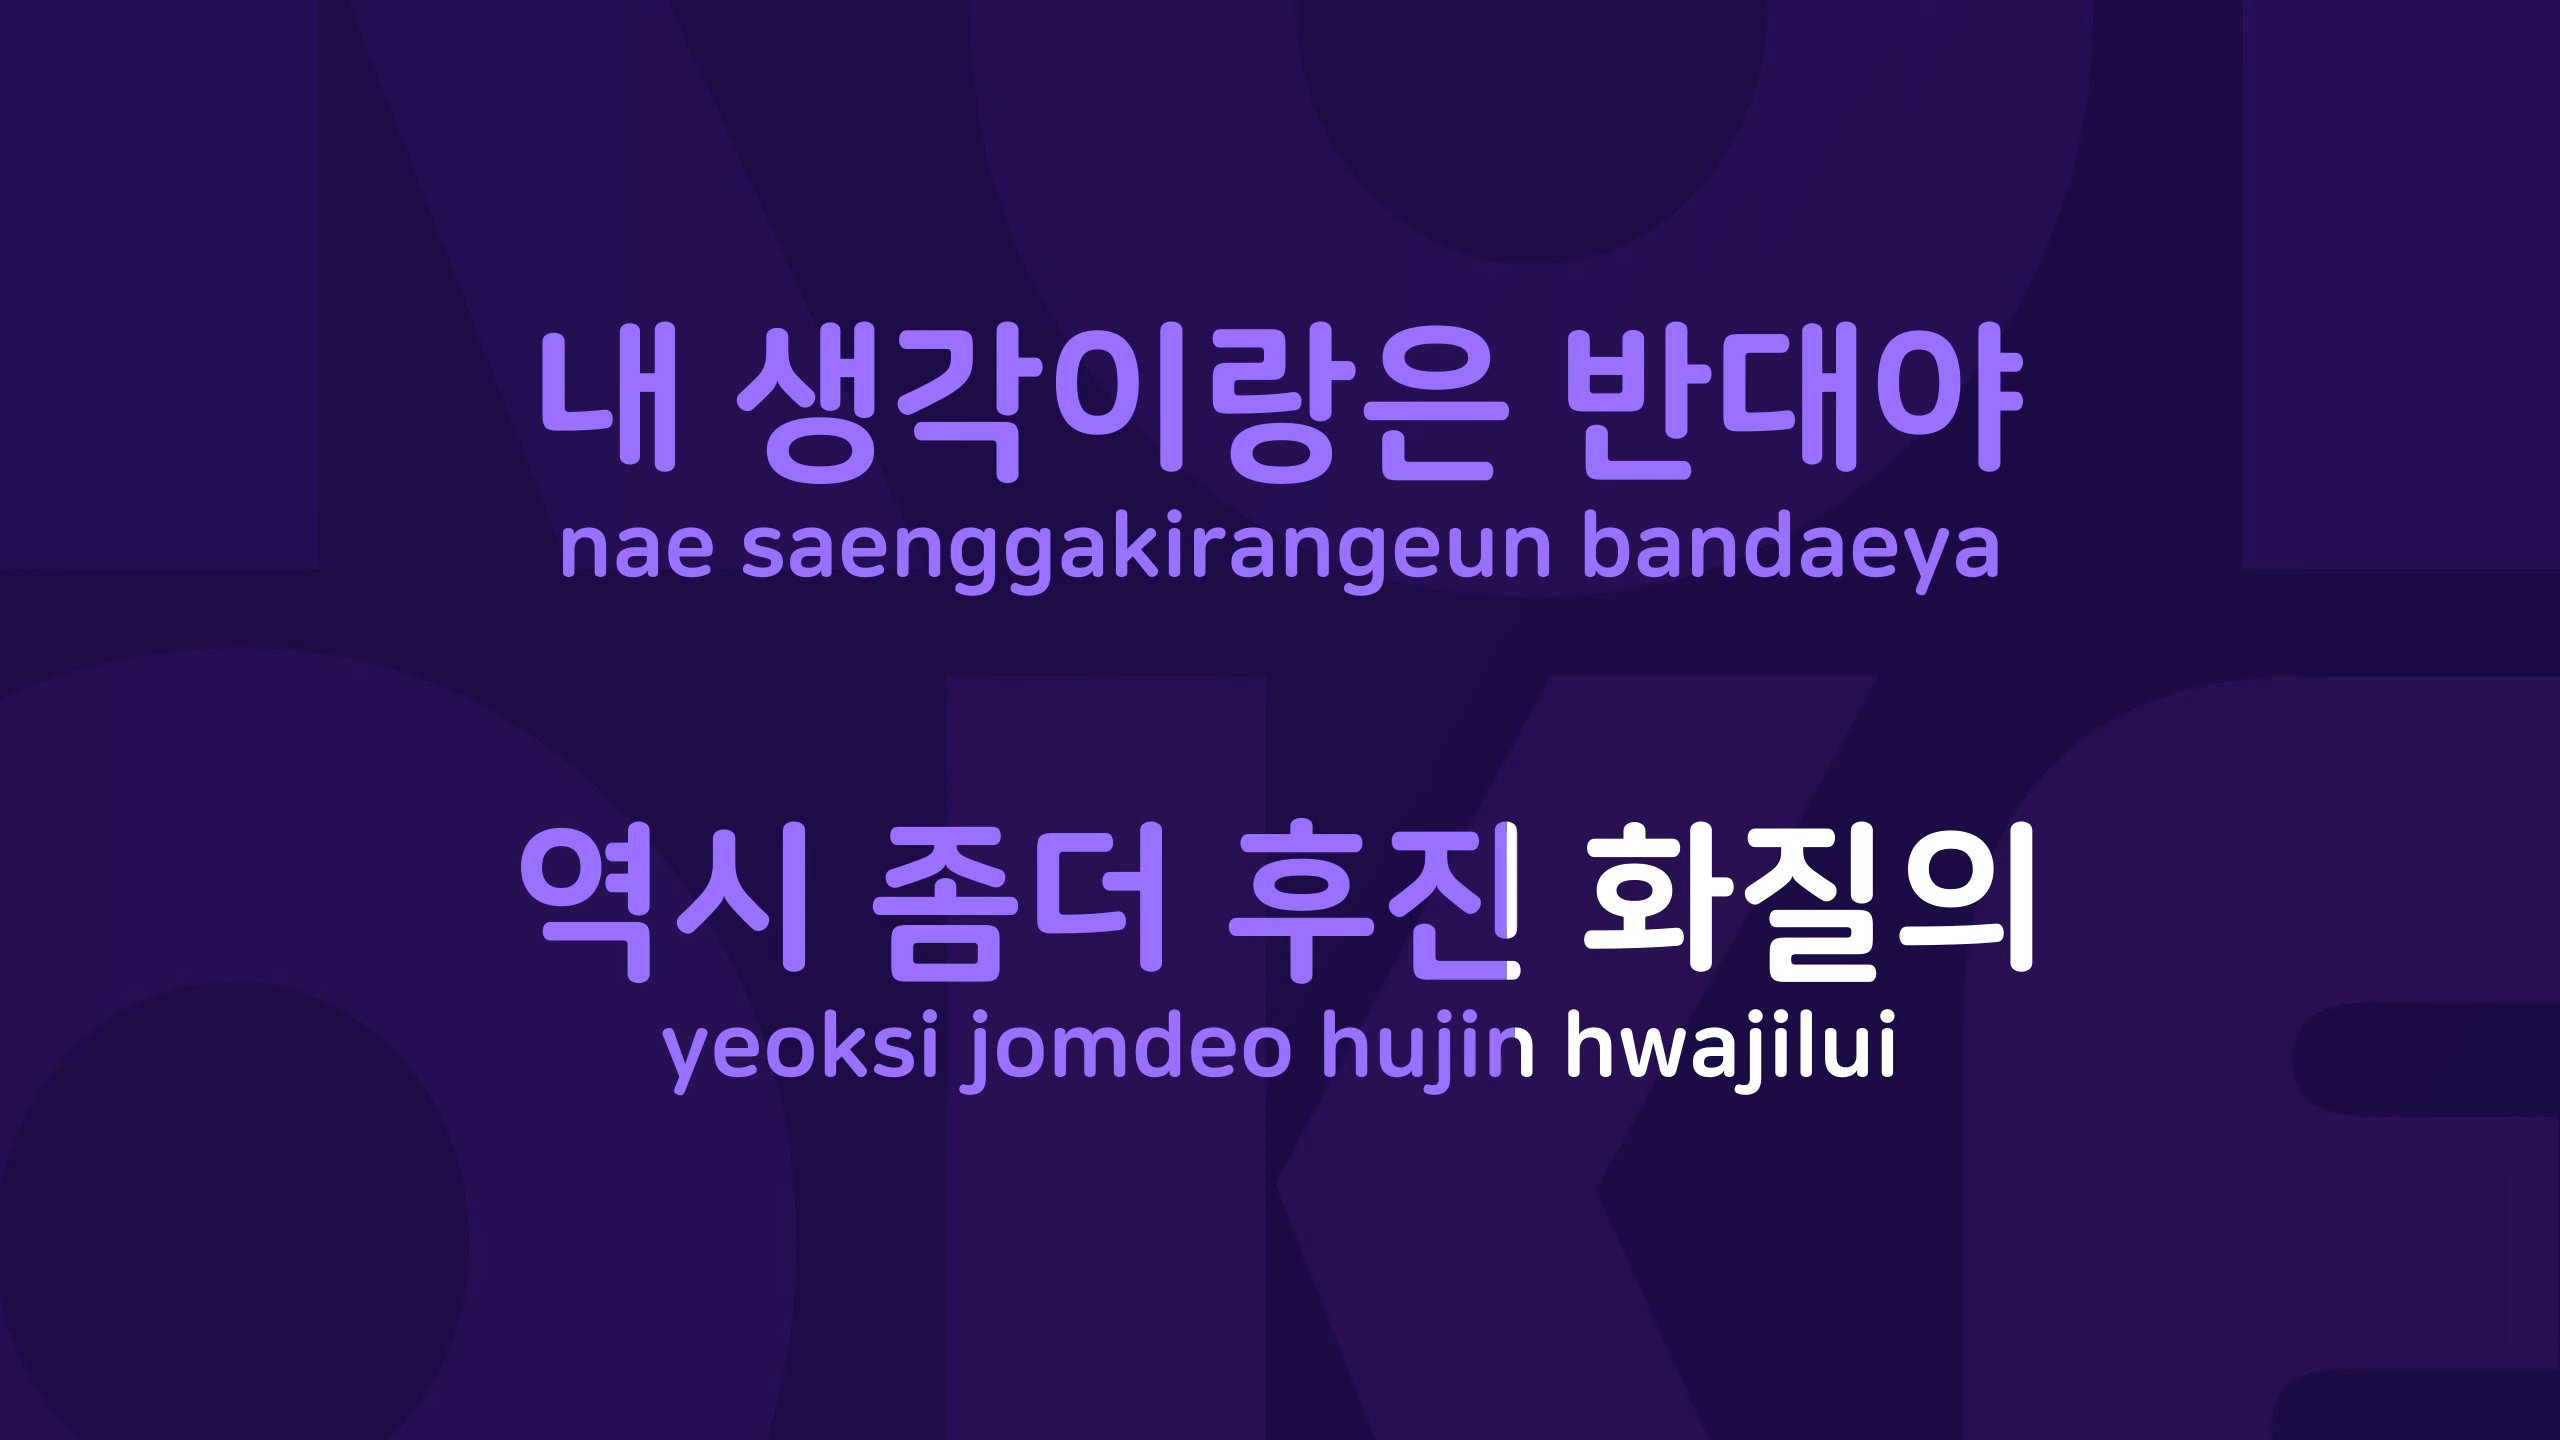 내 생각이랑은 반대야
nae saenggakirangeun bandaeya
역시 좀더 후진 화질의
yeoksi jomdeo hujin hwajilui